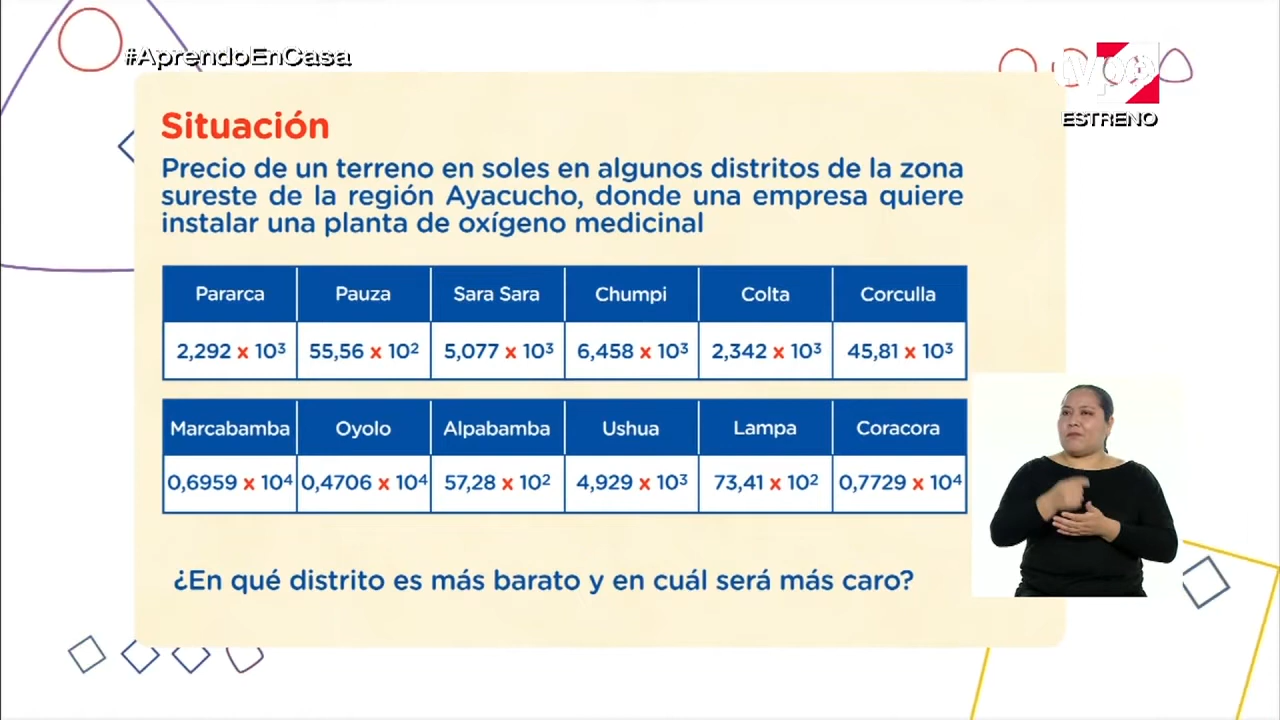 #AprendoEnCasa
tvpe
ESTRENO
Situación
Precio de un terreno en soles en algunos distritos de la zona
sureste de la región Ayacucho, donde una empresa quiere
instalar una planta de oxígeno medicinal
Pararca Pauza Sara Sara Chumpi Colta Corculla
2,292 x 10³ 55,56 x 10² 5,077 x 10³ 6,458 x 10³ 2,342 x 10³ 45,81 x 10³
Marcabamba Oyolo Alpabamba Ushua Lampa Coracora
0,6959 x 10⁴ 0,4706 x 10⁴ 57,28 x 10² 4,929 x 10³ 73,41 x 10² 0,7729 x 10⁴
¿En qué distrito es más barato y en cuál será más caro?